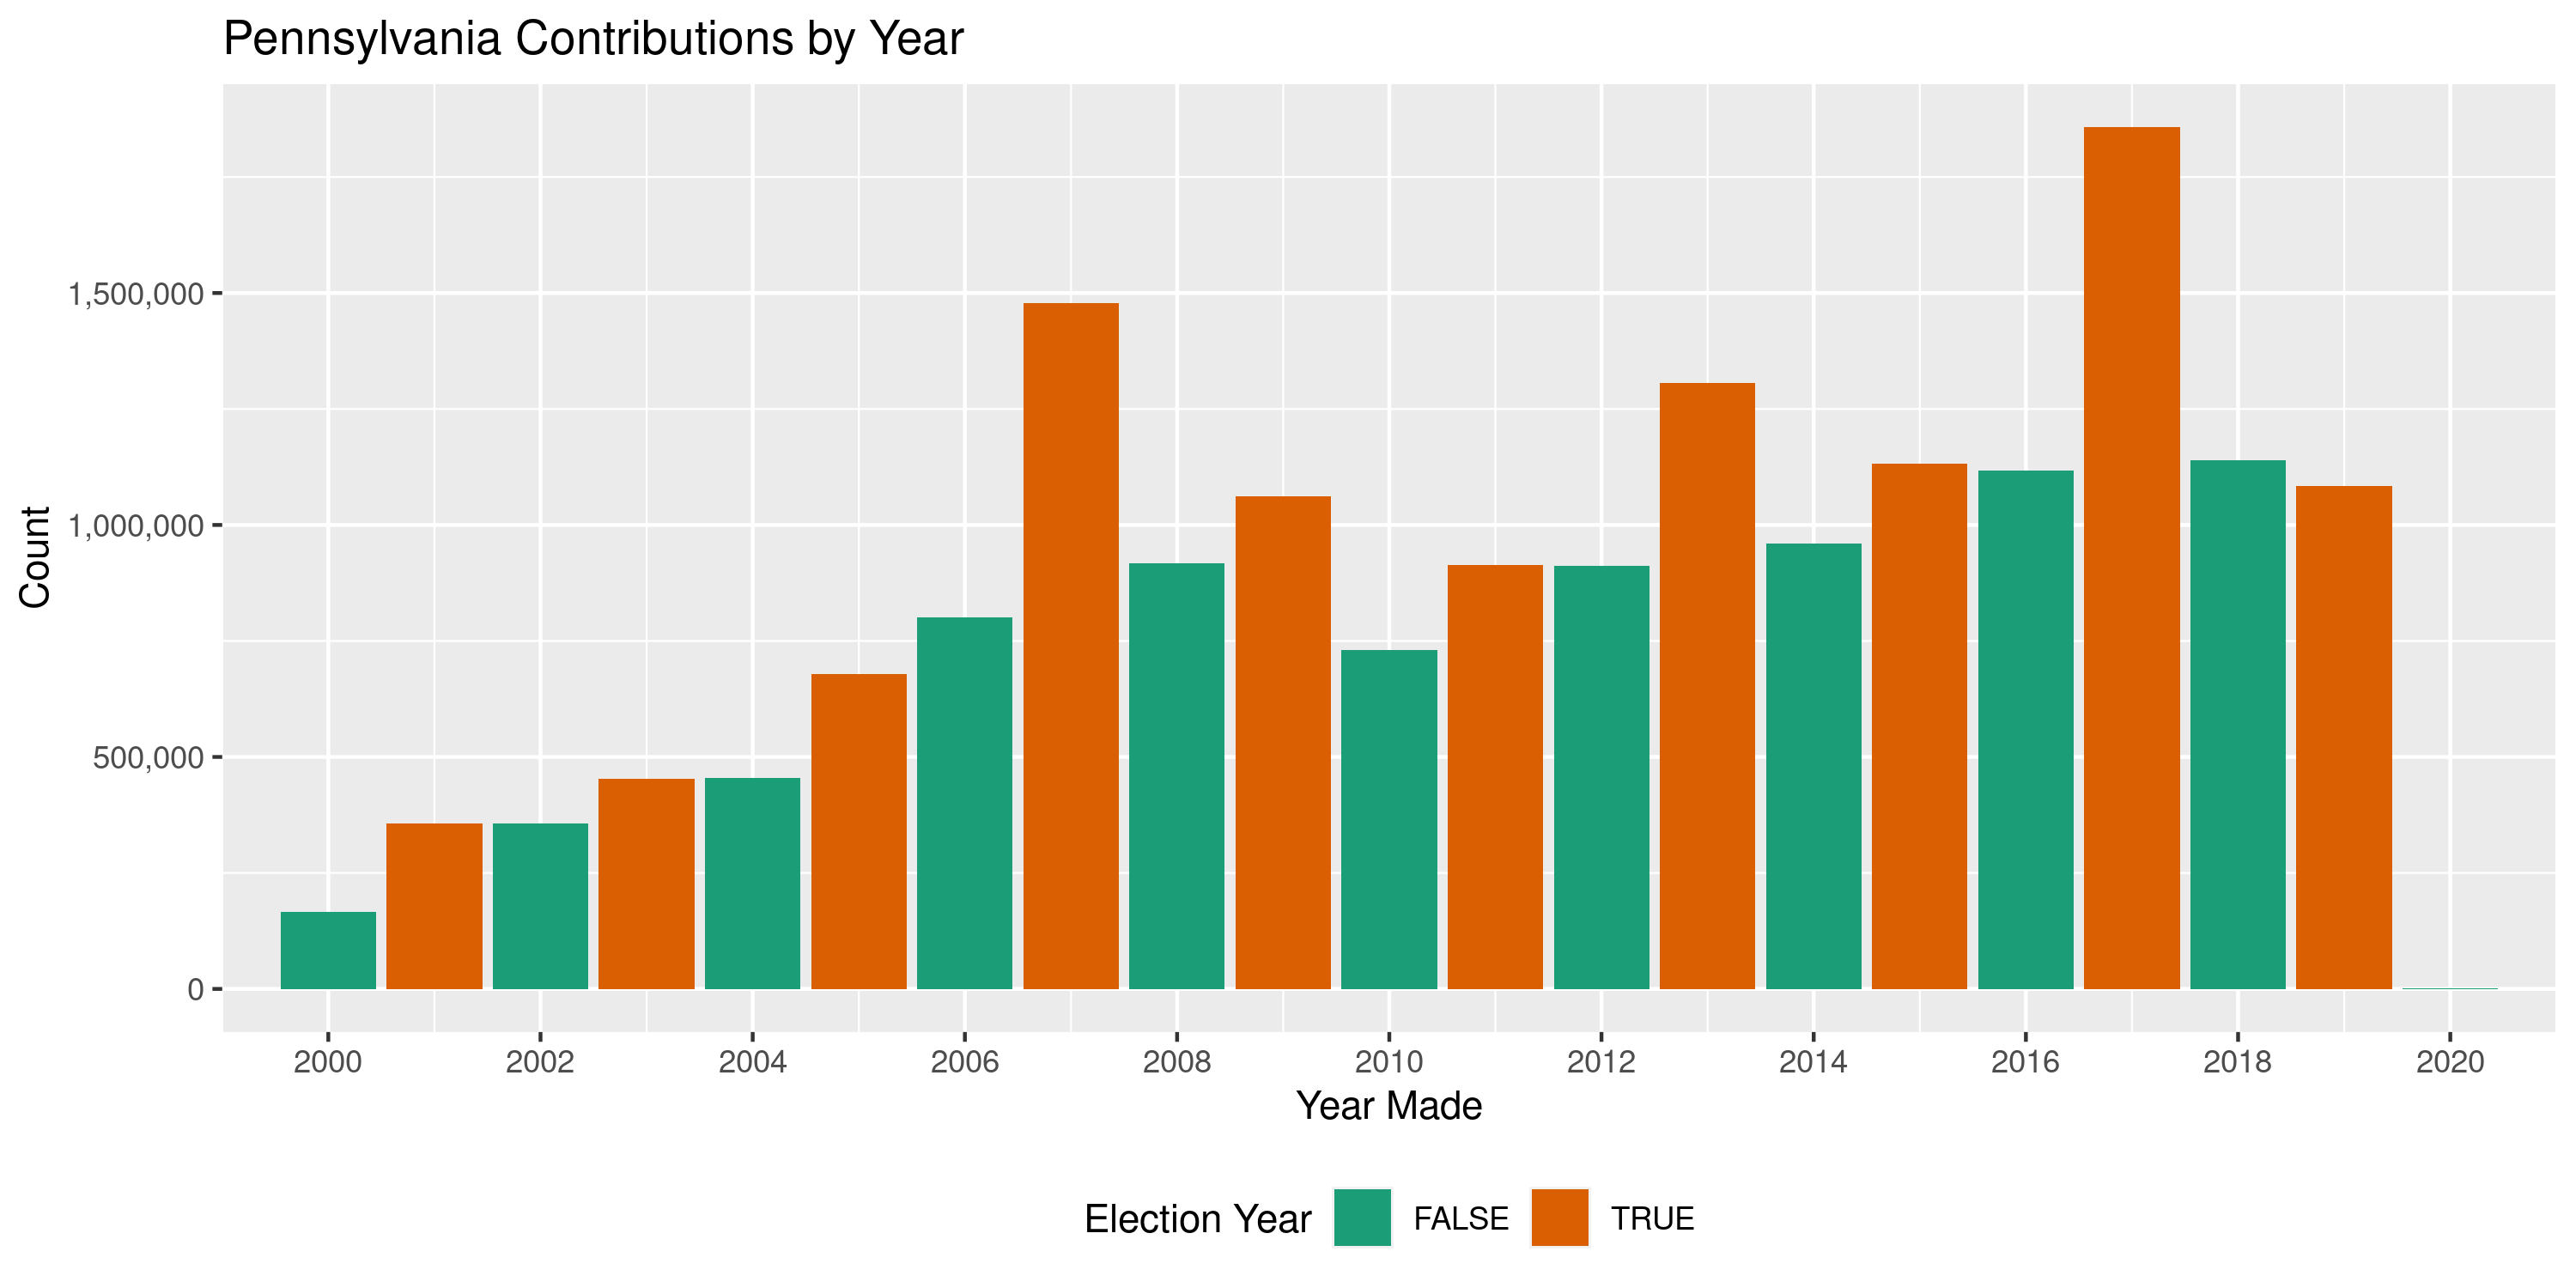 Pennsylvania Contributions by Year
Count
1,500,000
1,000,000
500,000
0
2000 2002 2004 2006 2008 2010 2012 2014 2016 2018 2020
Year Made
Election Year FALSE TRUE